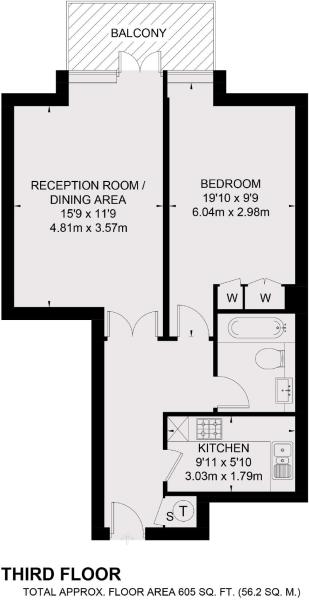 BALCONY
RECEPTION ROOM /
DINING AREA
15'9 x 11'9
4.81m x 3.57m
BEDROOM
19'10 x 9'9
6.04m x 2.98m
W
W
KITCHEN
9'11 x 5'10
3.03m x 1.79m
S
T
THIRD FLOOR
TOTAL APPROX. FLOOR AREA 605 SQ. FT. (56.2 SQ. M.)